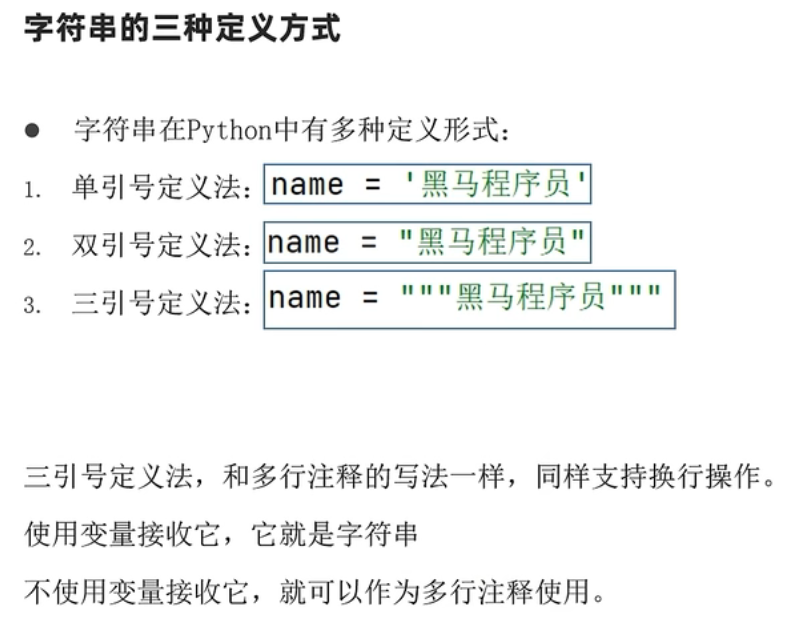 字符串的三种定义方式
● 字符串在Python中有多种定义形式：
1. 单引号定义法：name = '黑马程序员'
2. 双引号定义法：name = "黑马程序员"
3. 三引号定义法：name = """黑马程序员"""
三引号定义法，和多行注释的写法一样，同样支持换行操作。
使用变量接收它，它就是字符串
不使用变量接收它，就可以作为多行注释使用。